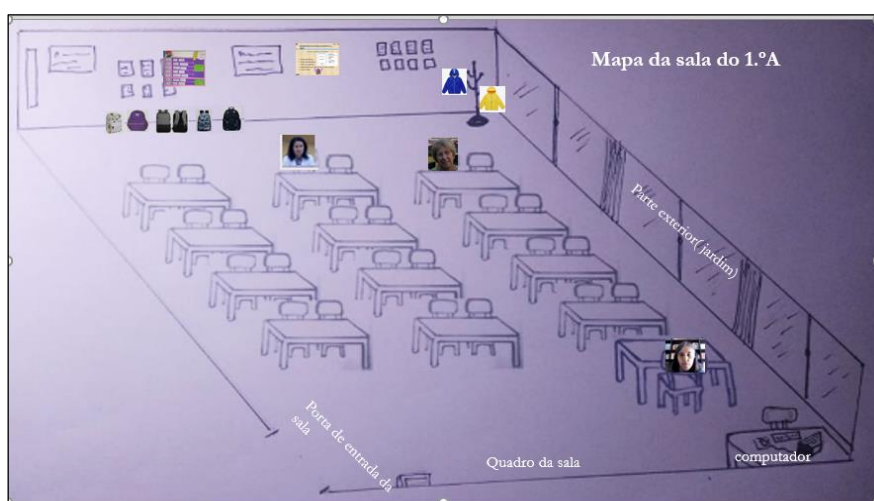 Mapa da sala do 1.ºA
Parte exterior( jardim)
Porta de entrada da
sala
Quadro da sala
computador